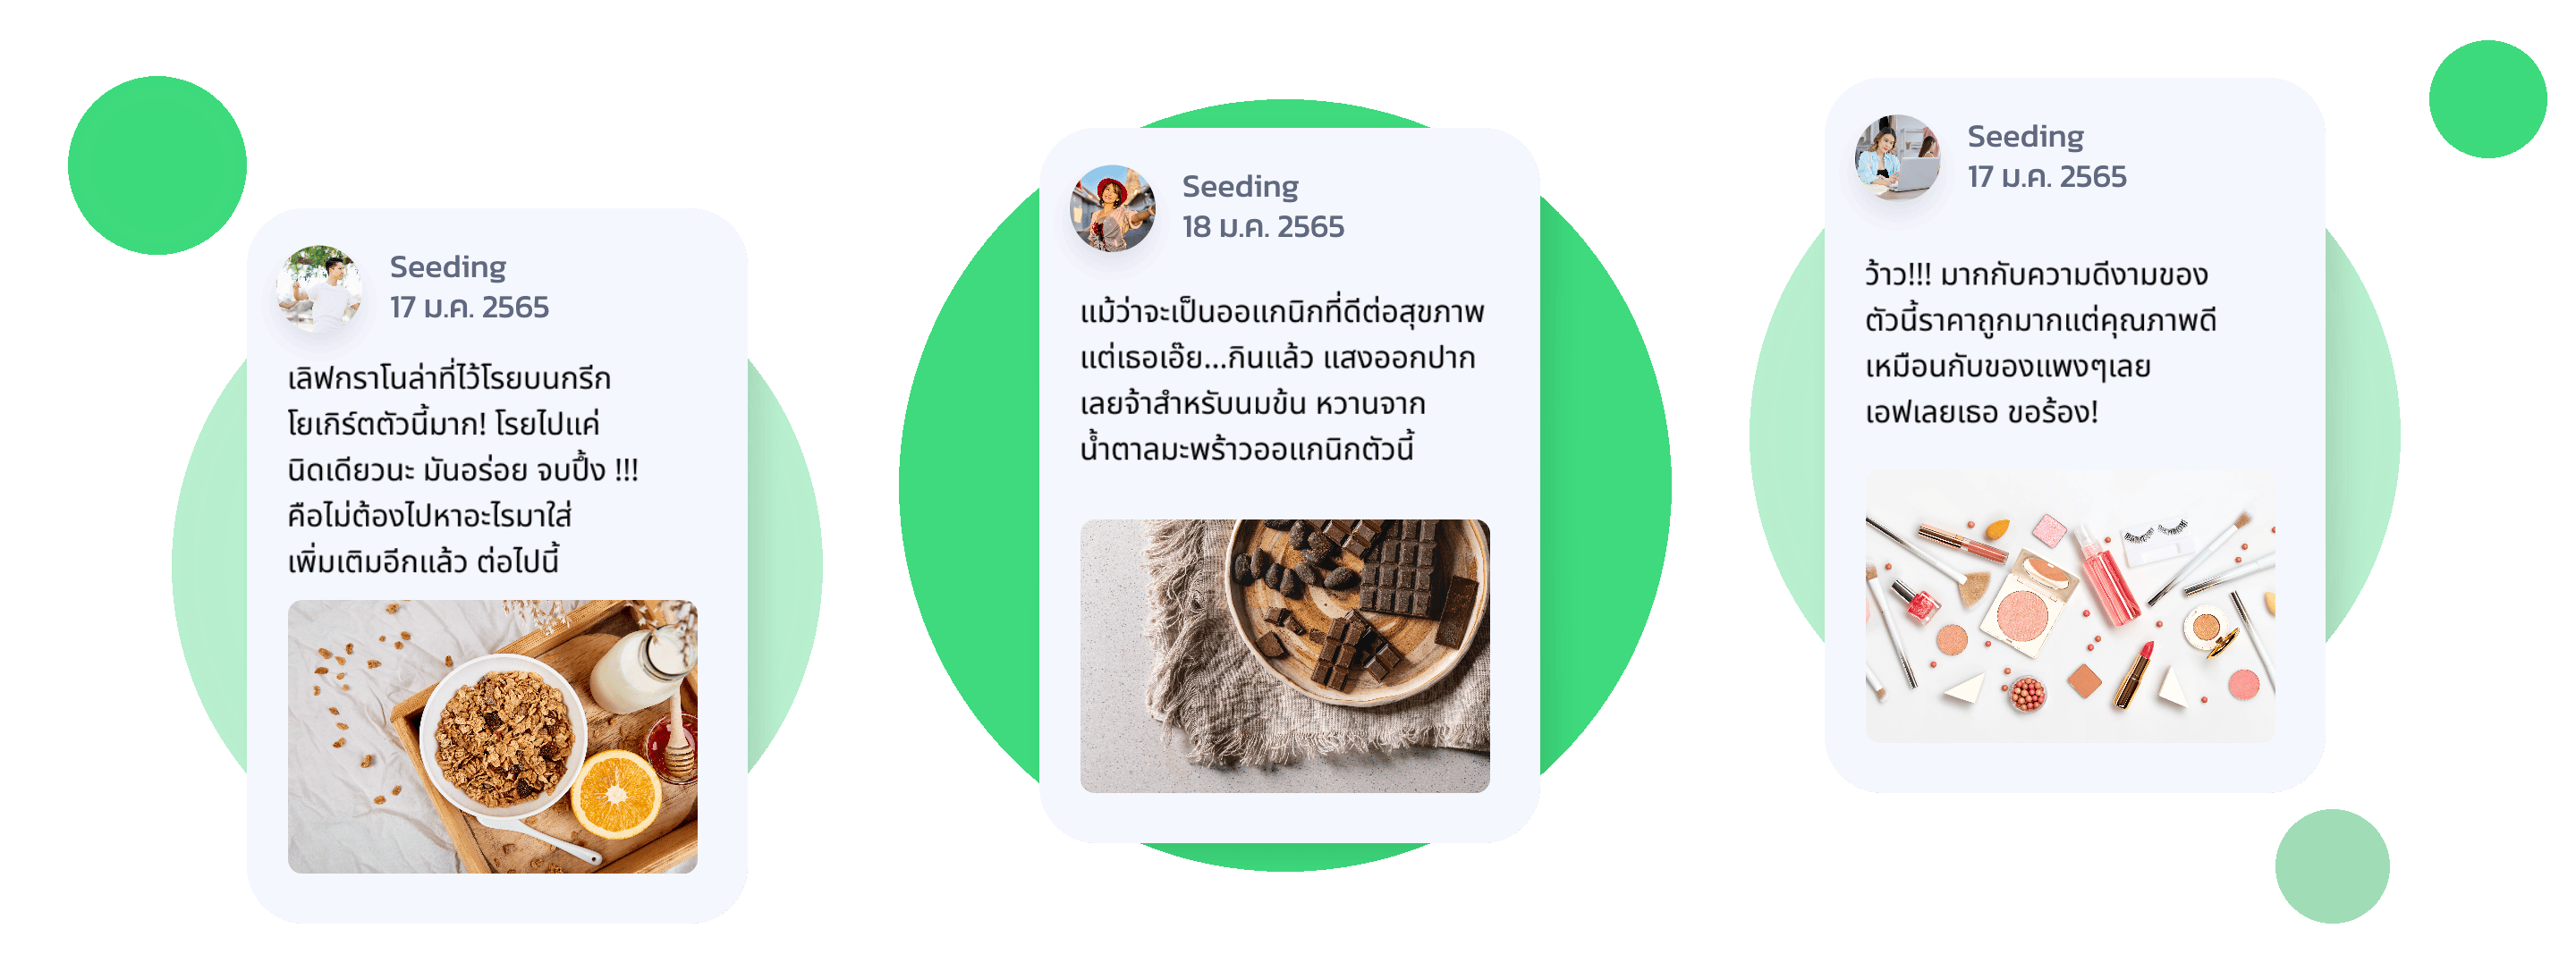 Seeding
17 ม.ค. 2565
เลิฟกราโนล่าที่ไว้โรยบนกรีก
โยเกิร์ตตัวนี้มาก! โรยไปแค่
นิดเดียวนะ มันอร่อย จบปึ้ง !!!
คือไม่ต้องไปหาอะไรมาใส่
เพิ่มเติมอีกแล้ว ต่อไปนี้
Seeding
18 ม.ค. 2565
แม้ว่าจะเป็นออแกนิกที่ดีต่อสุขภาพ
แต่เธอเอ๊ย...กินแล้ว แสงออกปาก
เลยจ้าสำหรับนมข้น หวานจาก
น้ำตาลมะพร้าวออแกนิกตัวนี้
Seeding
17 ม.ค. 2565
ว้าว!!! มากกับความดีงามของ
ตัวนี้ราคาถูกมากแต่คุณภาพดี
เหมือนกับของแพงๆเลย
เอฟเลยเธอ ขอร้อง!